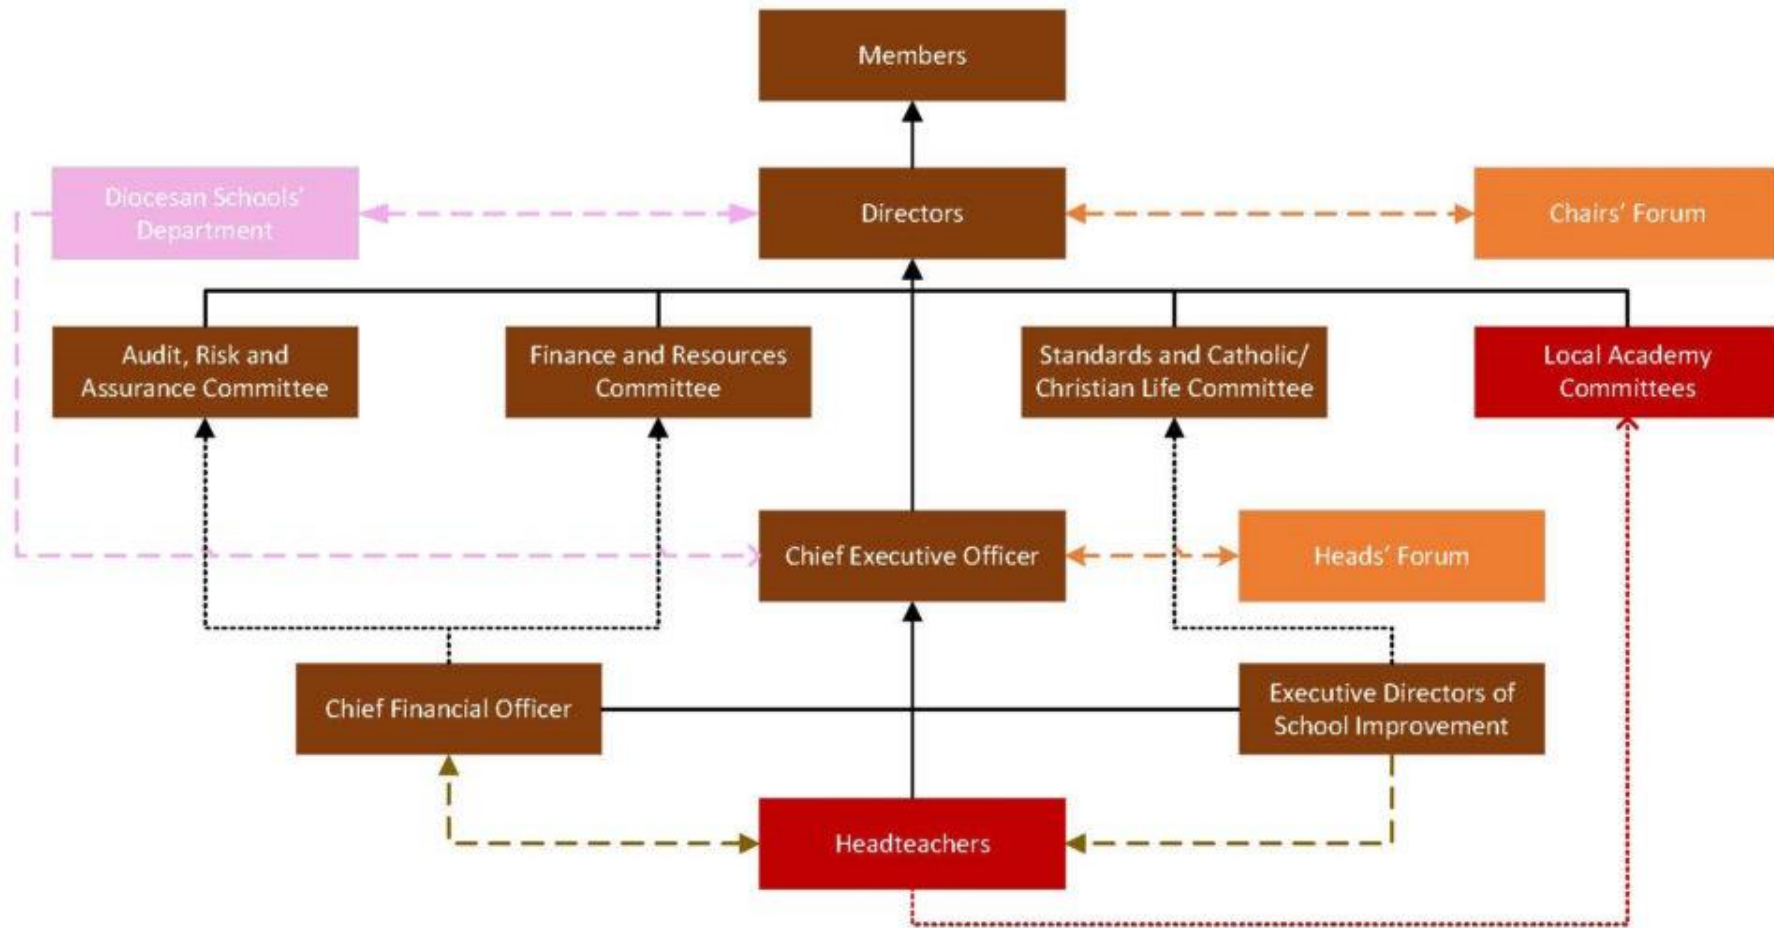 Members
Diocesan Schools'
Department
Directors
Chairs' Forum
Audit, Risk and
Assurance Committee
Finance and Resources
Committee
Standards and Catholic/
Christian Life Committee
Local Academy
Committees
Chief Executive Officer
Heads' Forum
Chief Financial Officer
Executive Directors of
School Improvement
Headteachers